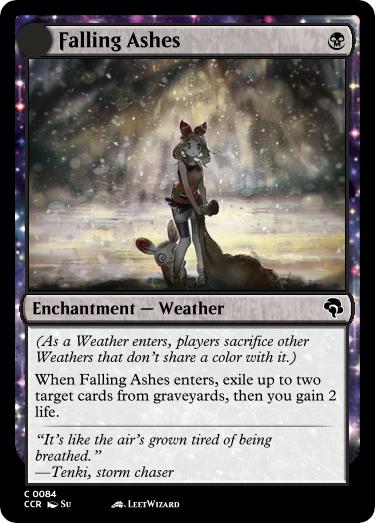 Falling Ashes
Enchantment — Weather
(As a Weather enters, players sacrifice other
Weathers that don't share a color with it.)
When Falling Ashes enters, exile up to two
target cards from graveyards, then you gain 2
life.
“It's like the air's grown tired of being
breathed.”
—Tenki, storm chaser
C 0084
CCR Su LeetWizard